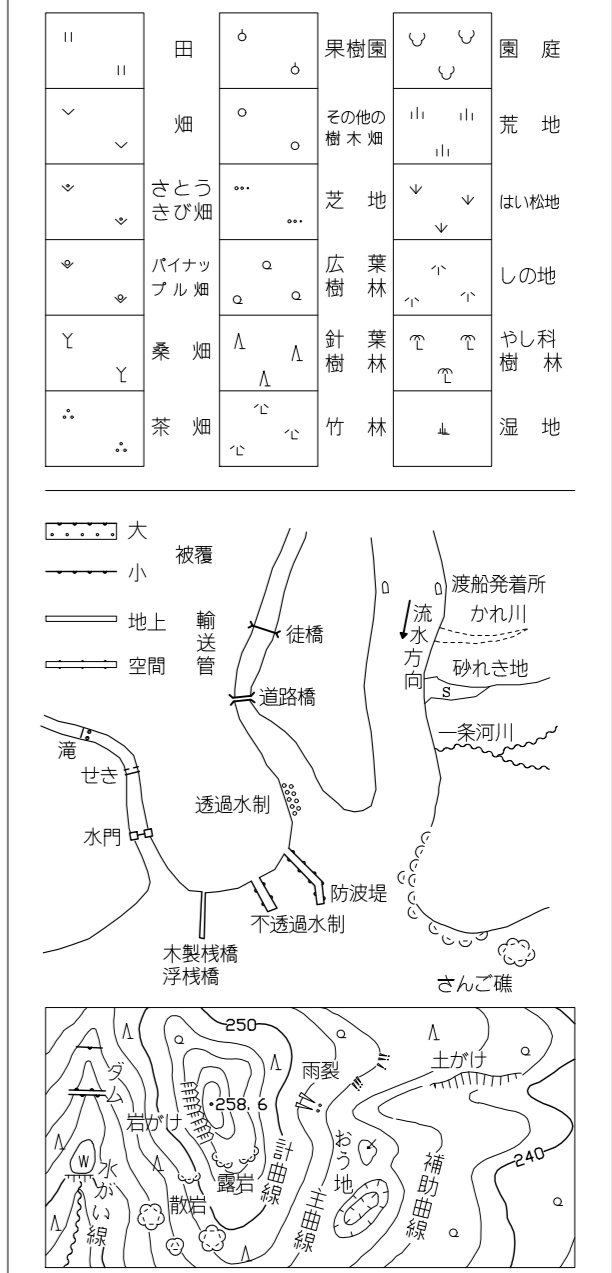 田
果樹園
園庭
畑
その他の
樹木畑
荒地
さとう
きび畑
芝地
はい松地
パイナッ
プル畑
広葉
樹林
しの地
桑畑
針葉
樹林
やし科
樹林
茶畑
竹林
湿地
大
小
被覆
地上
空間
輸送管
徒橋
道路橋
渡船発着所
流水方向
かれ川
砂れき地
S
一条河川
滝
せき
水門
透過水制
防波堤
不透過水制
木製桟橋
浮桟橋
さんご礁
250
ダム
258.6
岩がけ
雨裂
土がけ
W
水がい線
露岩
散岩
計曲線
主曲線
おう地
補助曲線
240